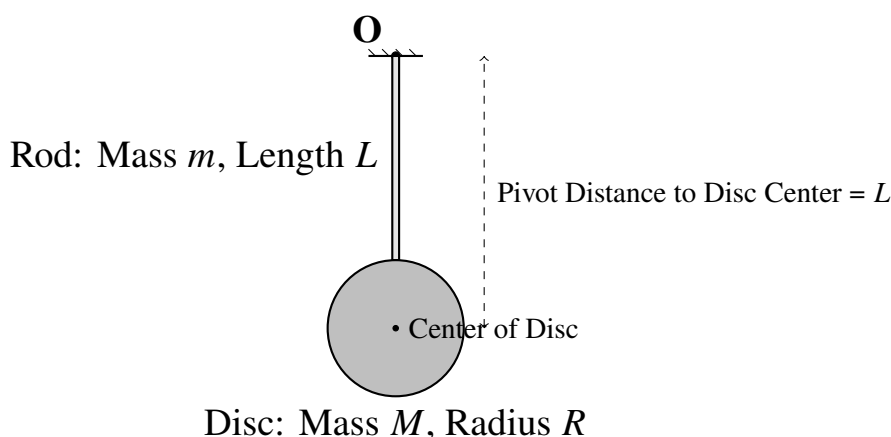 O
Rod: Mass m, Length L
Pivot Distance to Disc Center = L
Center of Disc
Disc: Mass M, Radius R